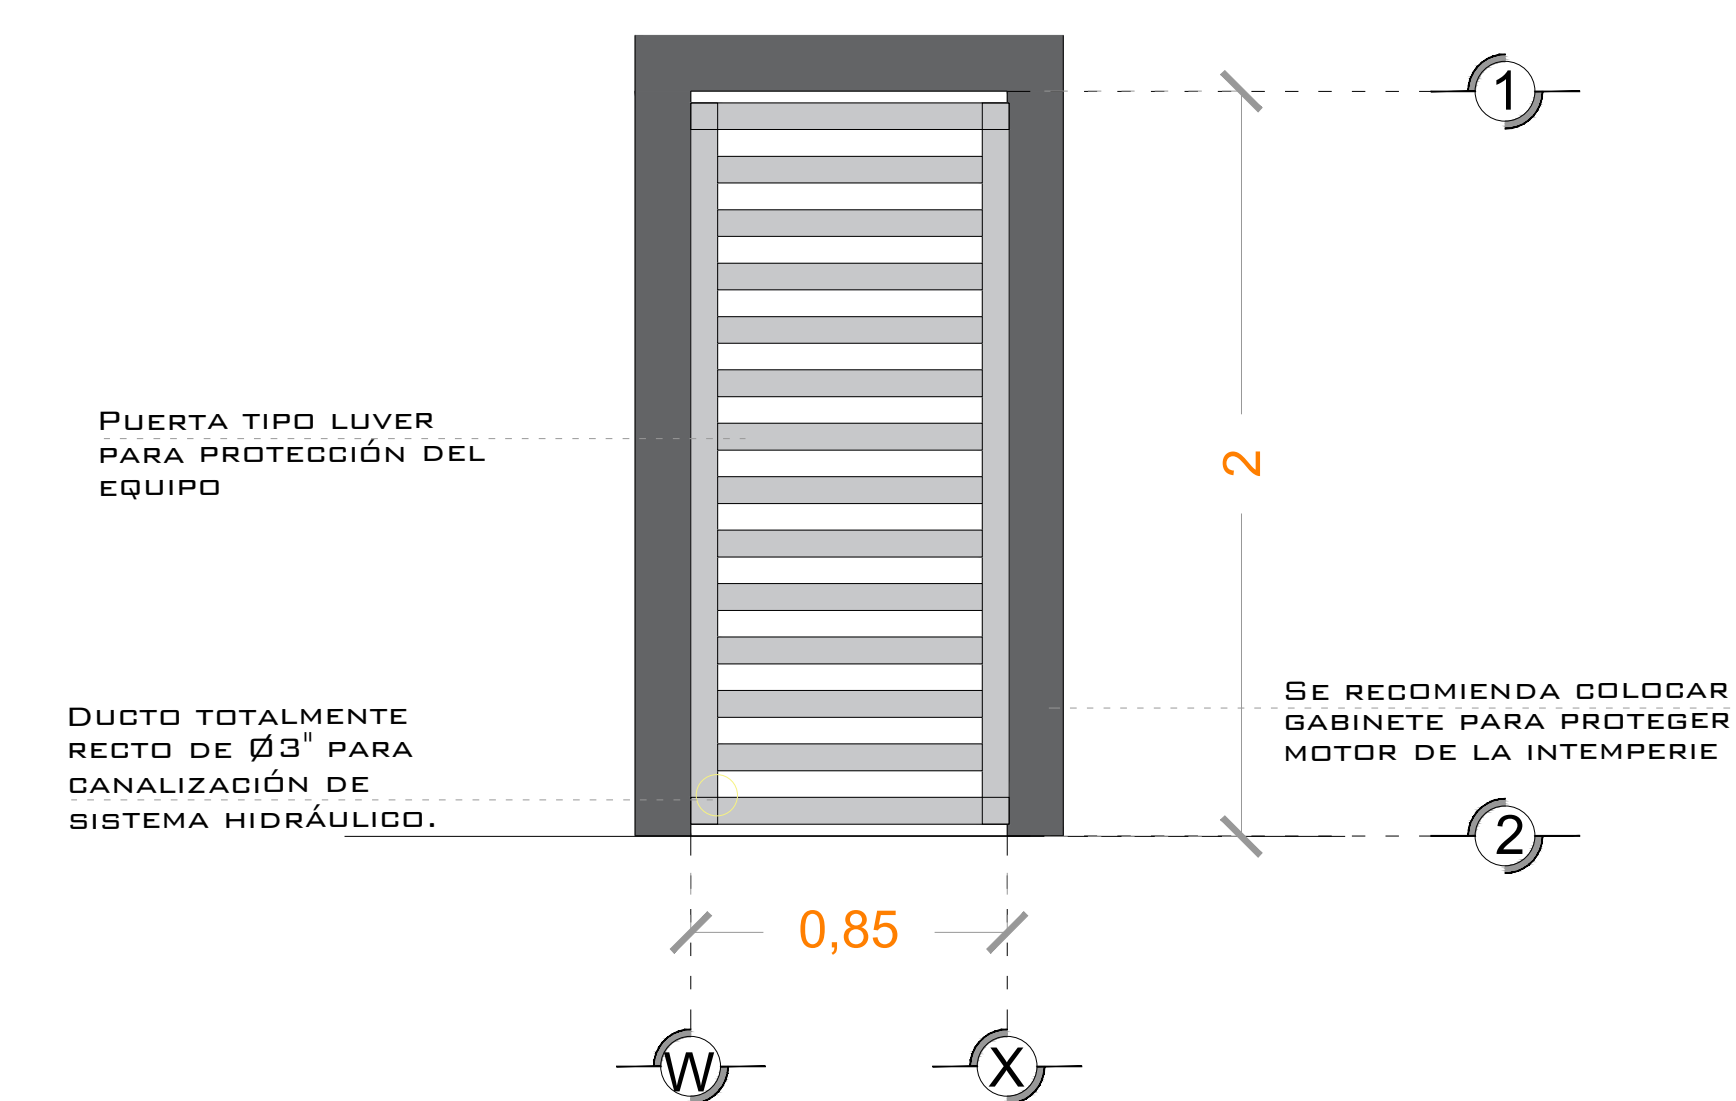 1
PUERTA TIPO LUVER
PARA PROTECCIÓN DEL
EQUIPO
2
SE RECOMIENDA COLOCAR
GABINETE PARA PROTEGER
MOTOR DE LA INTEMPERIE
DUCTO TOTALMENTE
RECTO DE Ø3" PARA
CANALIZACIÓN DE
SISTEMA HIDRÁULICO.
2
0,85
W
X